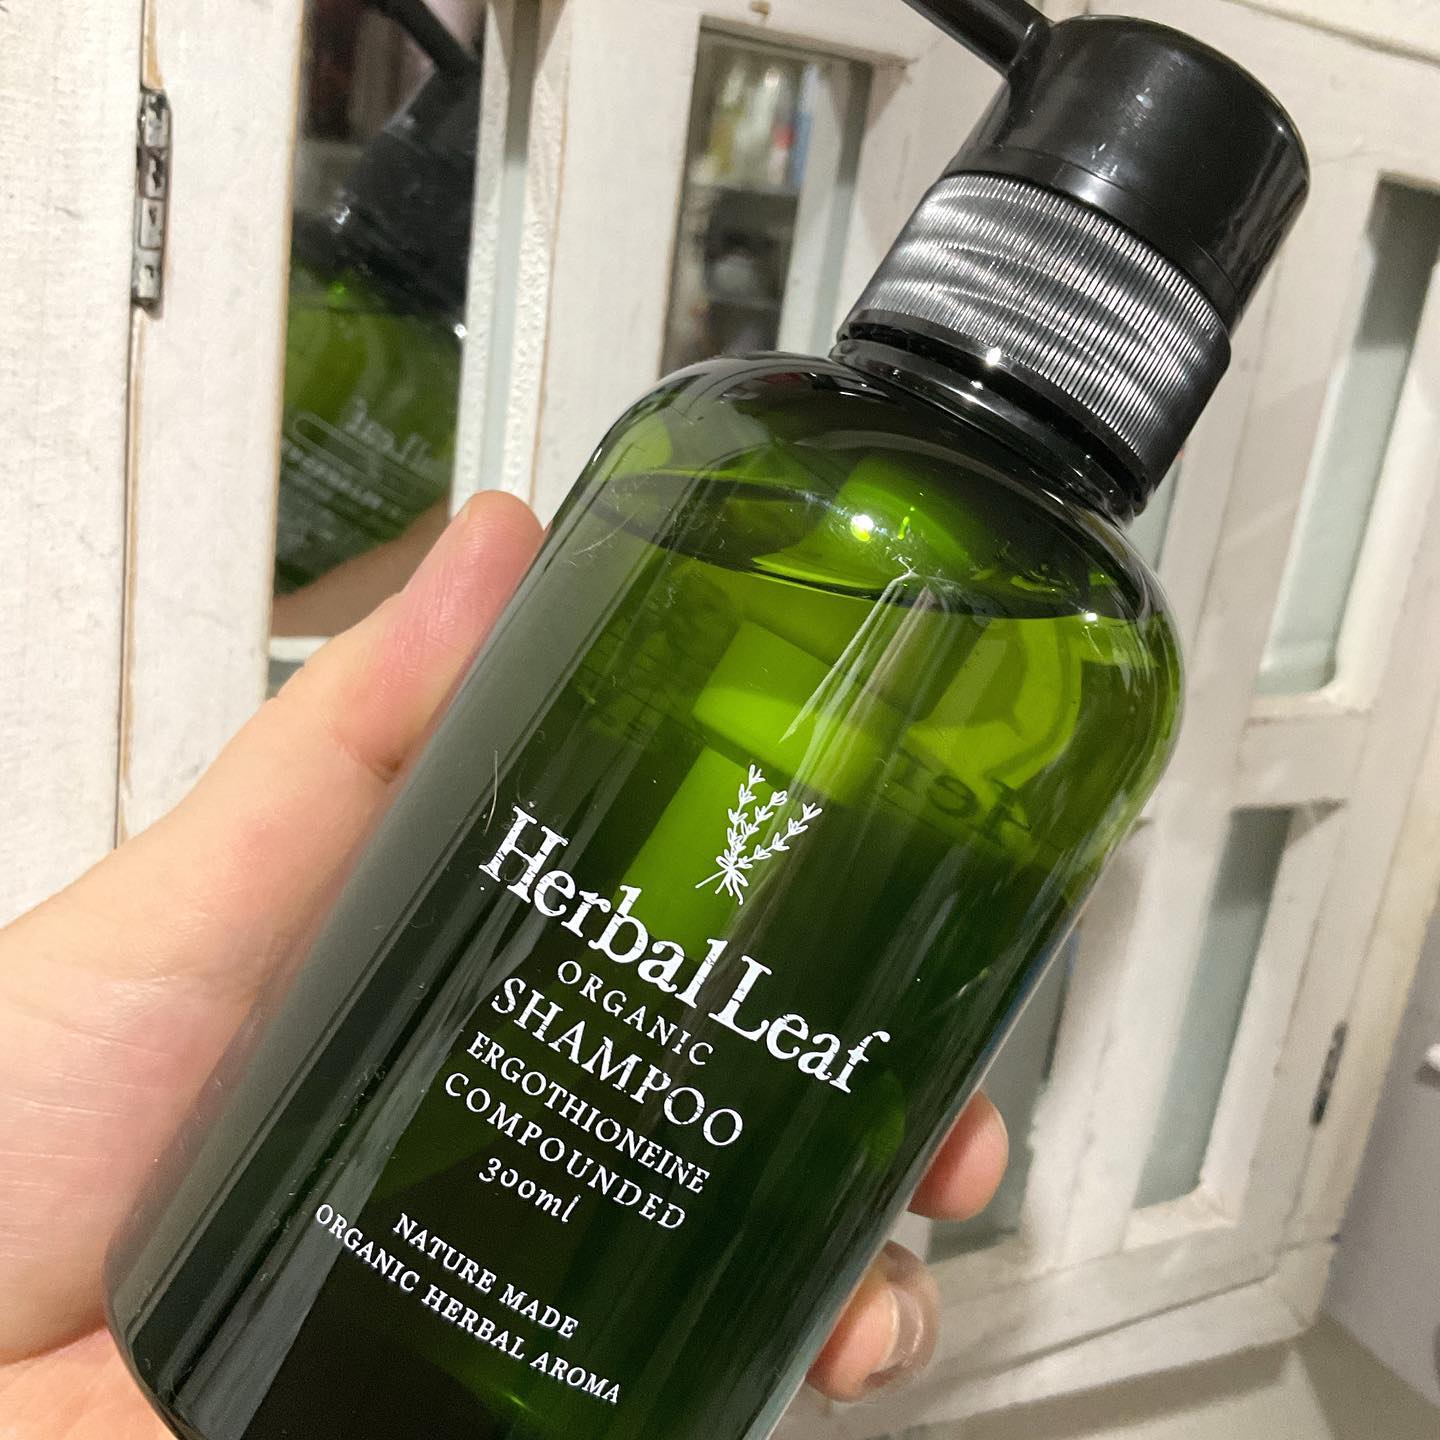 Herbal Leaf
ORGANIC
SHAMPOO
ERGOTHIONEINE
COMPOUNDED
300ml
NATURE MADE
ORGANIC HERBAL AROMA